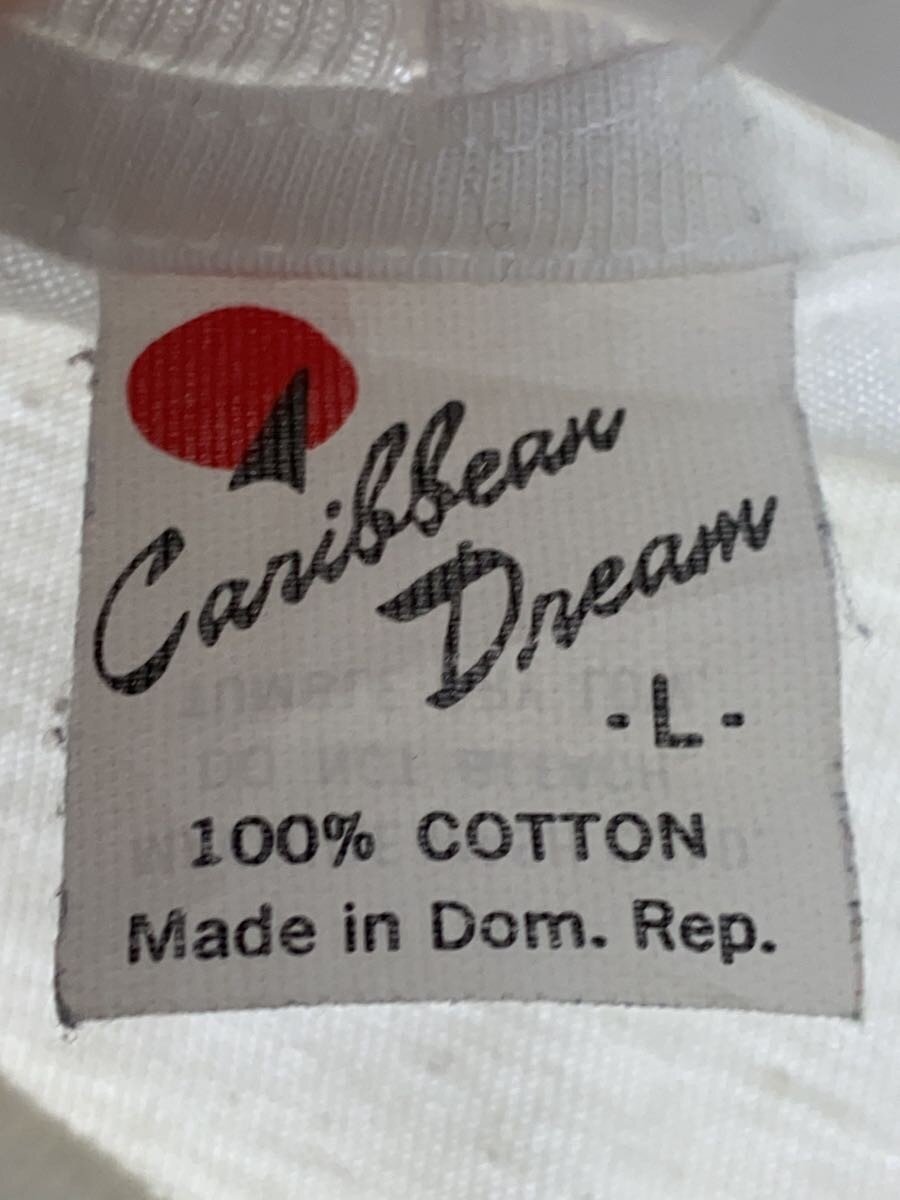 Caribbean
Dream
- L -
100% COTTON
Made in Dom. Rep.